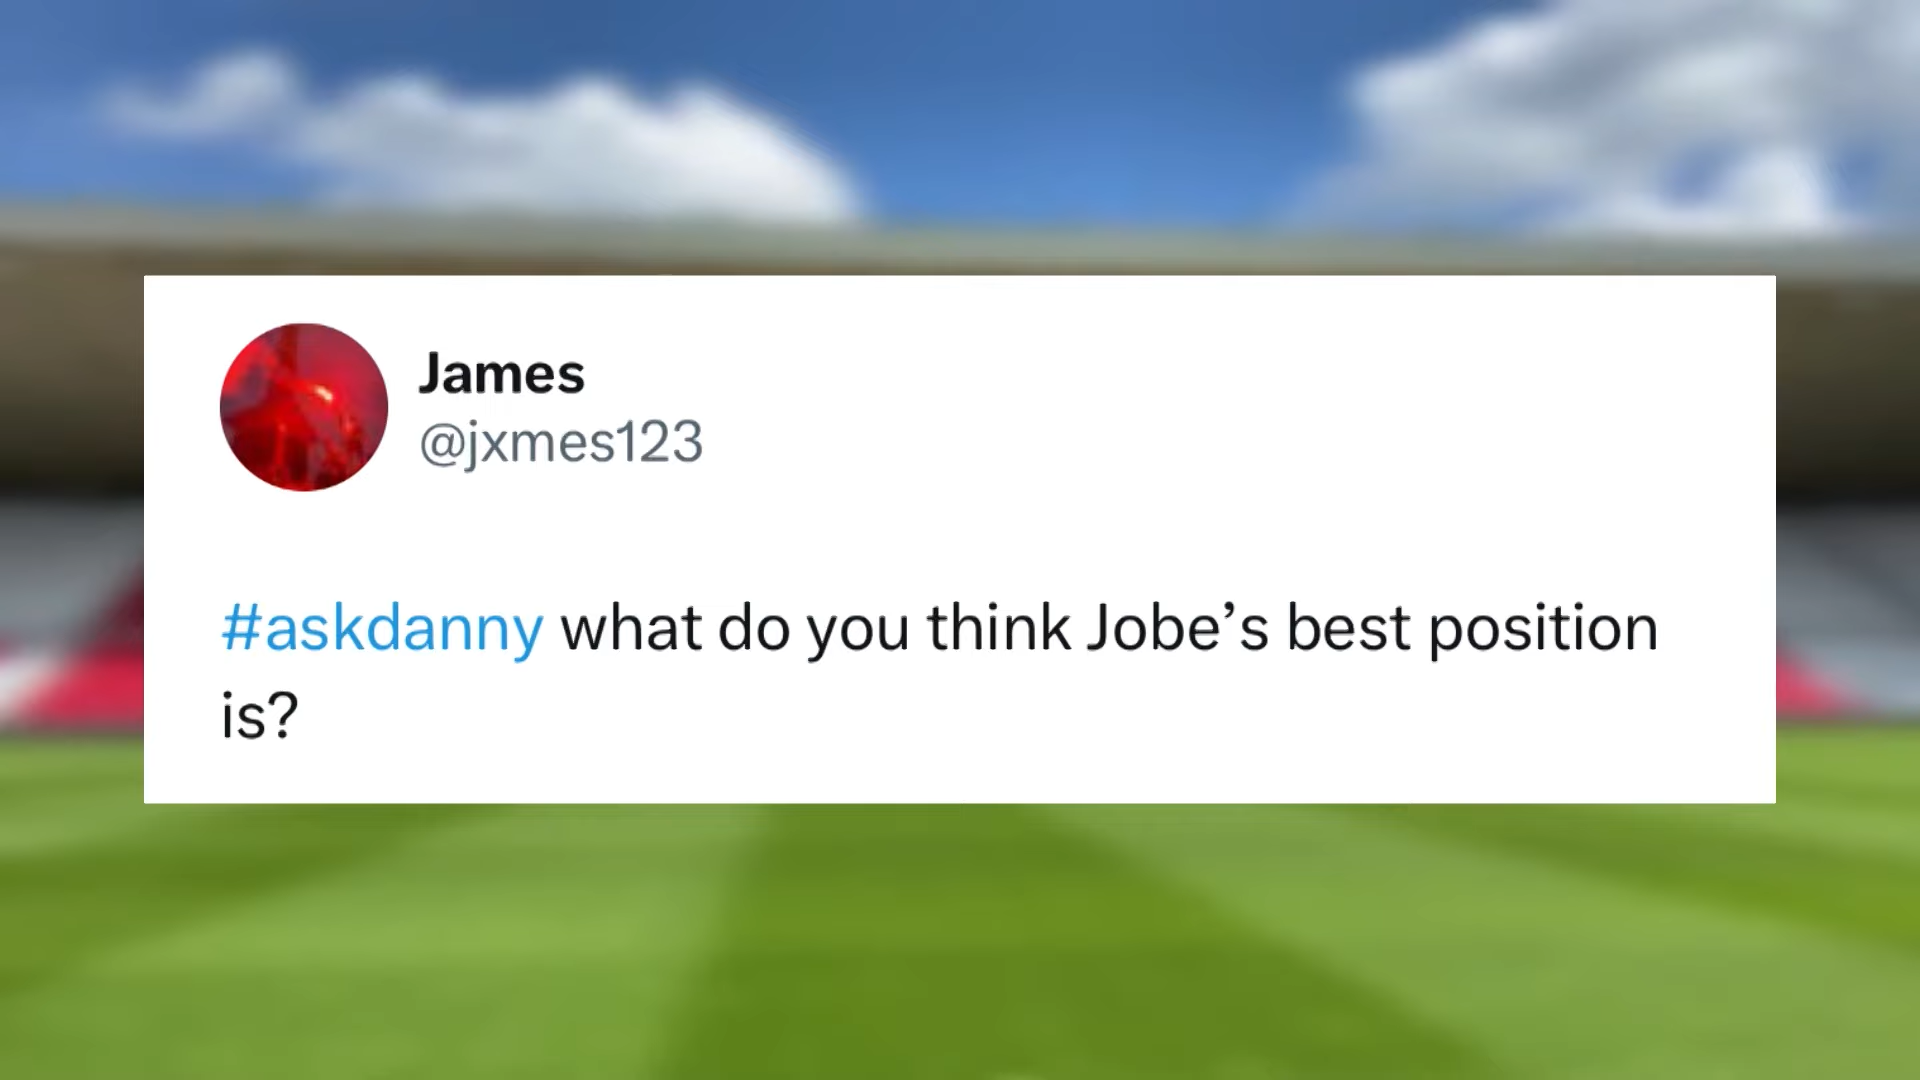 James
@jxmes123
#askdanny what do you think Jobe’s best position
is?